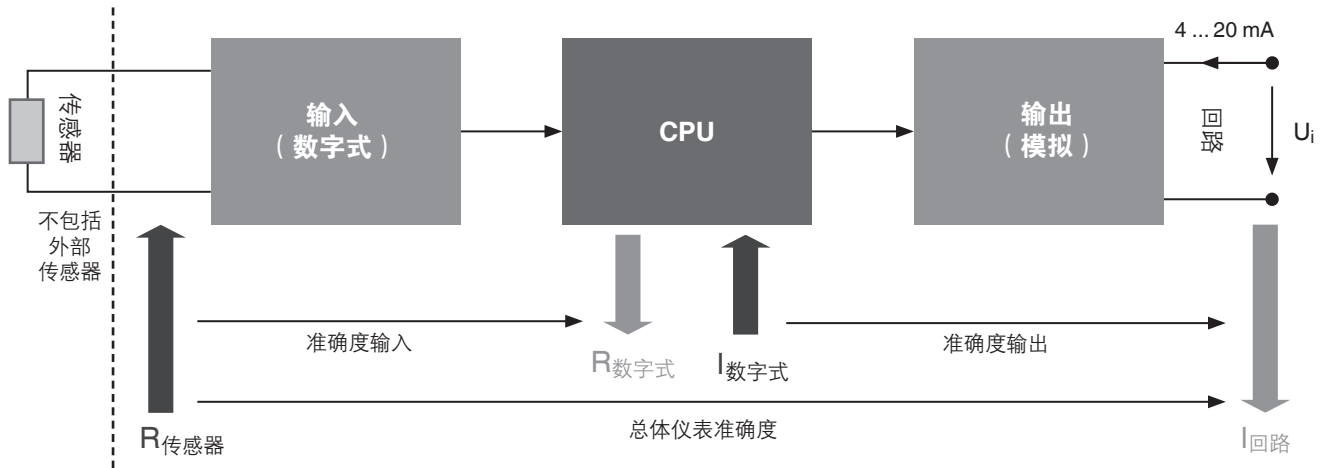 4 ... 20 mA
传感器
输入
（数字式）
CPU
输出
（模拟）
回路
Ui
不包括
外部
传感器
准确度输入
R数字式
I数字式
准确度输出
R传感器
总体仪表准确度
I回路